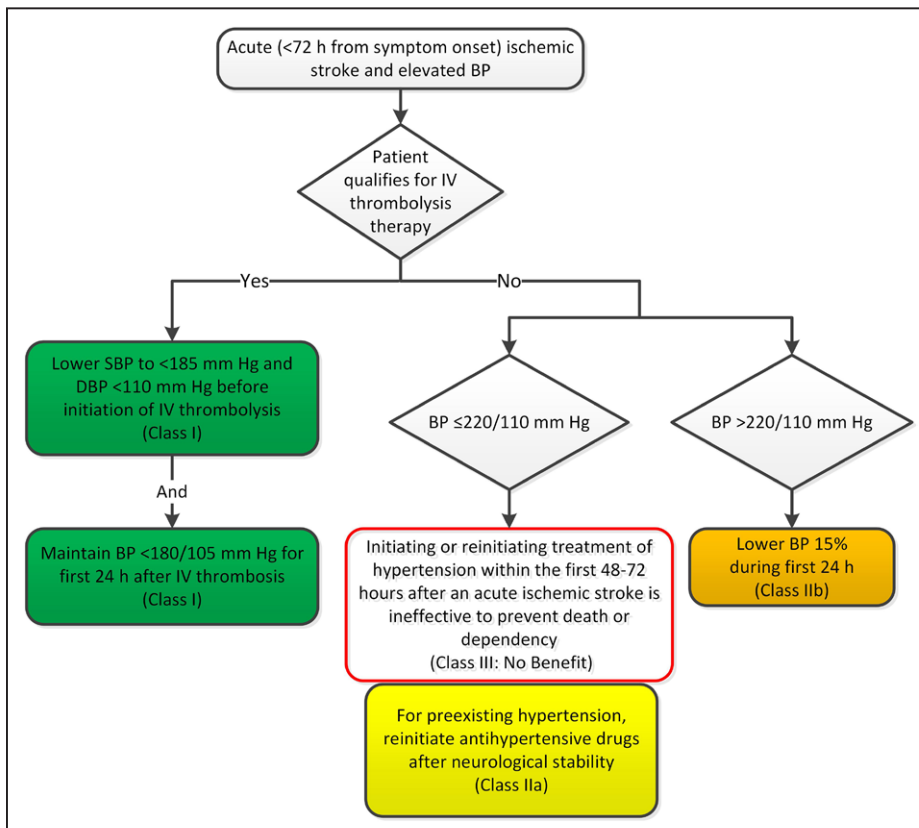 Acute (<72 h from symptom onset) ischemic
stroke and elevated BP
Patient
qualifies for IV
thrombolysis
therapy
Yes
No
Lower SBP to <185 mm Hg and
DBP <110 mm Hg before
initiation of IV thrombolysis
(Class I)
And
Maintain BP <180/105 mm Hg for
first 24 h after IV thrombosis
(Class I)
BP ≤220/110 mm Hg
Initiating or reinitiating treatment of
hypertension within the first 48-72
hours after an acute ischemic stroke is
ineffective to prevent death or
dependency
(Class III: No Benefit)
For preexisting hypertension,
reinitiate antihypertensive drugs
after neurological stability
(Class IIa)
BP >220/110 mm Hg
Lower BP 15%
during first 24 h
(Class IIb)